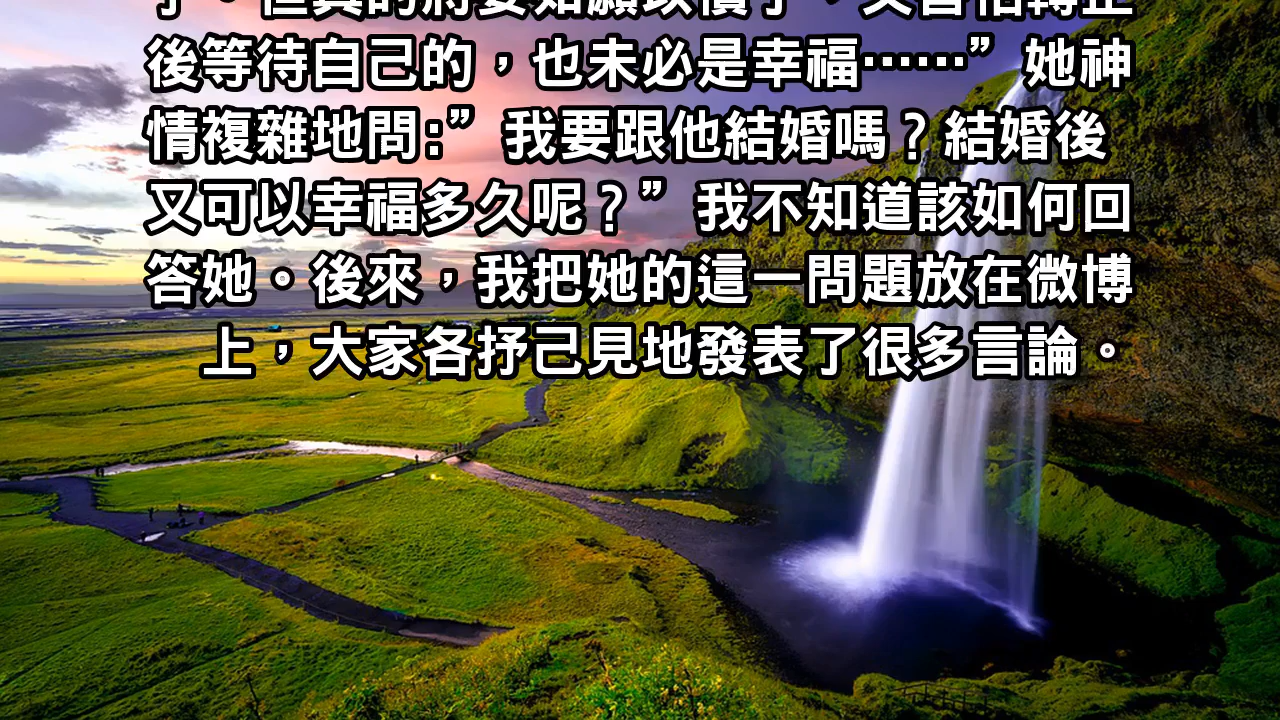 後等待自己的，也未必是幸福⋯⋯”她神
情複雜地問:”我要跟他結婚嗎？結婚後
又可以幸福多久呢？”我不知道該如何回
答她。後來，我把她的這一問題放在微博
上，大家各抒己見地發表了很多言論。